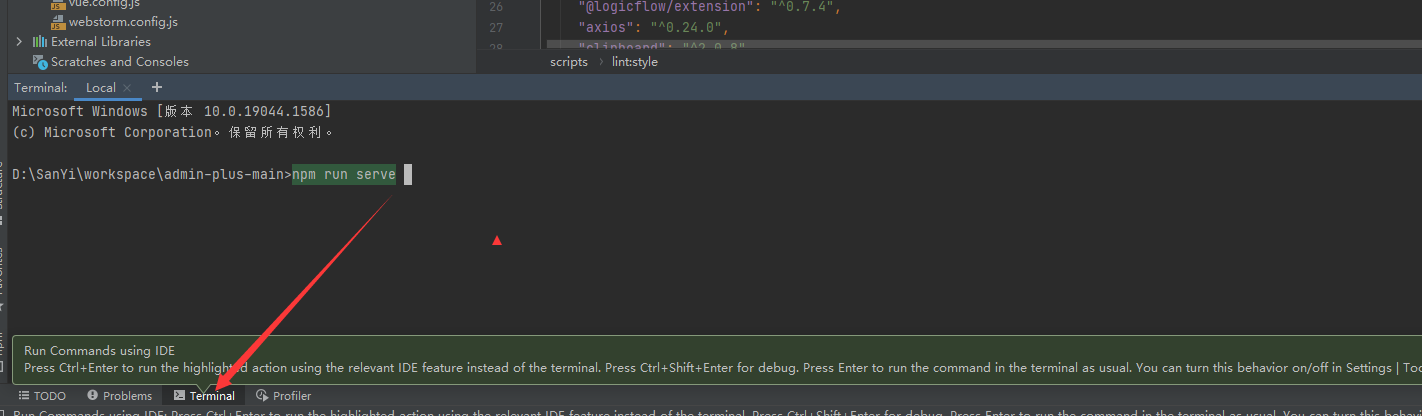 vue.config.js
webstorm.config.js
External Libraries
Scratches and Consoles
26 "@logicflow/extension": "^0.7.4",
27 "axios": "^0.24.0",
28 "clipboard": "^2.0.8"
scripts › lint:style
Terminal: Local × +
Microsoft Windows [版本 10.0.19044.1586]
(c) Microsoft Corporation。保留所有权利。
D:\SanYi\workspace\admin-plus-main>npm run serve
Run Commands using IDE
Press Ctrl+Enter to run the highlighted action using the relevant IDE feature instead of the terminal. Press Ctrl+Shift+Enter for debug. Press Enter to run the command in the terminal as usual. You can turn this behavior on/off in Settings | Too
TODO Problems Terminal Profiler
Run Commands using IDE: Press Ctrl+Enter to run the highlighted action using the relevant IDE feature instead of the terminal. Press Ctrl+Shift+Enter for debug. Press Enter to run the command in the terminal as usual. You can turn this behavi